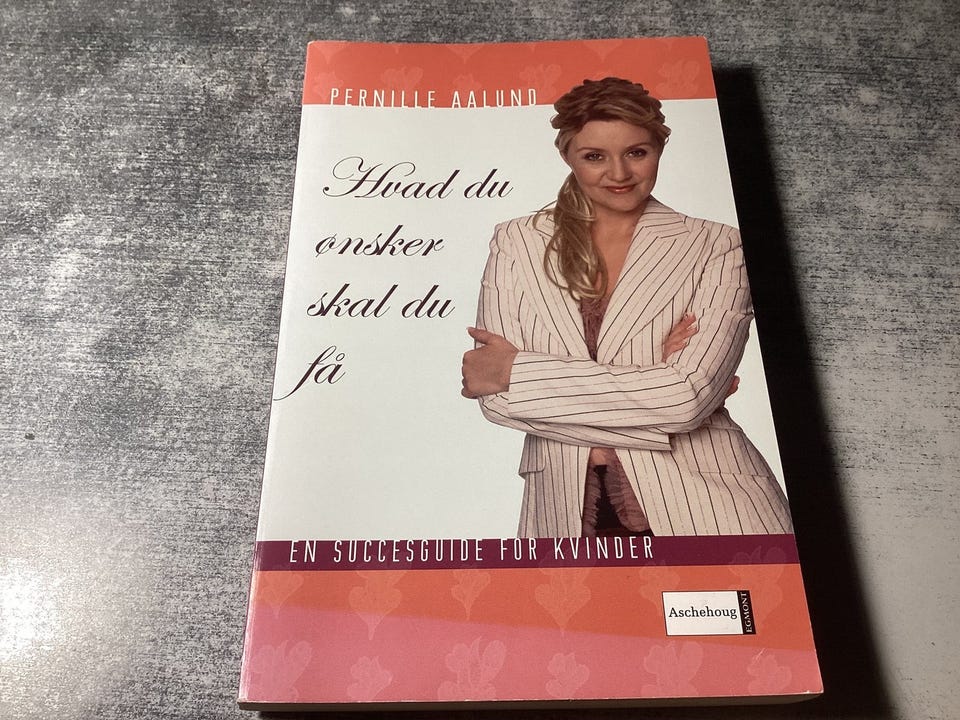 PERNILLE AALUND
Hvad du
ønsker
skal du
få
EN SUCCESGUIDE FOR KVINDER
Aschehoug
EGMONT